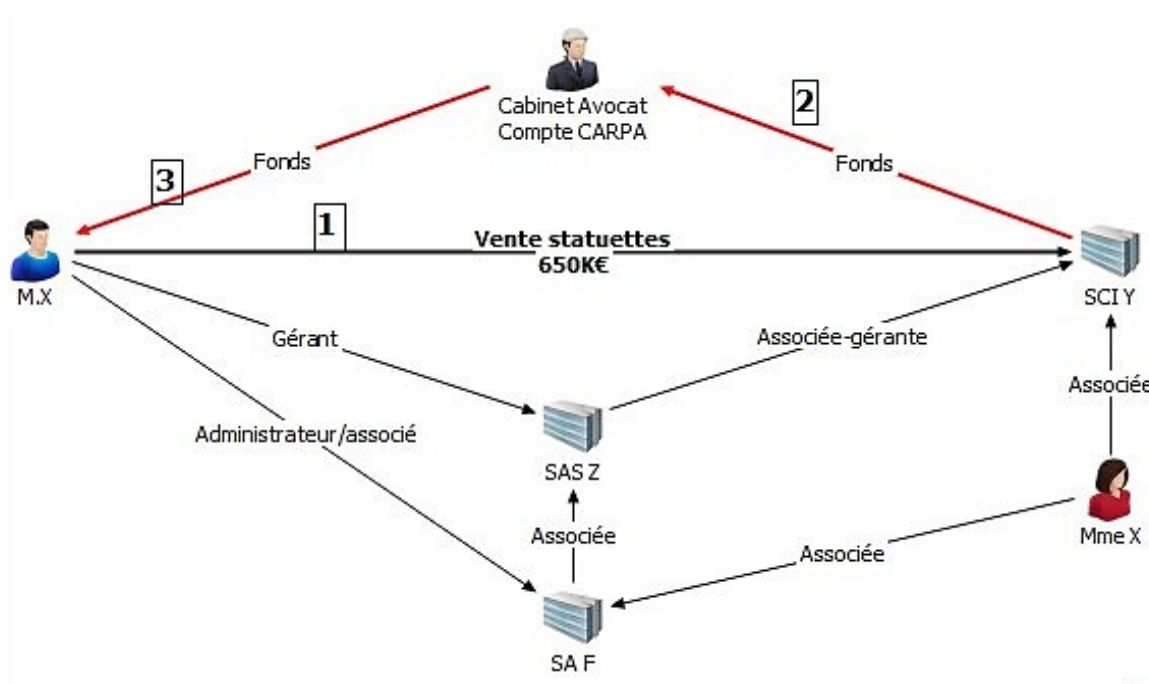 Cabinet Avocat
Compte CARPA
2
Fonds
Fonds
3
1
Vente statuettes
650K€
M.X
SCI Y
Gérant
Associée-gérante
Associée
Administrateur/associé
SAS Z
Associée
Mme X
Associée
SA F